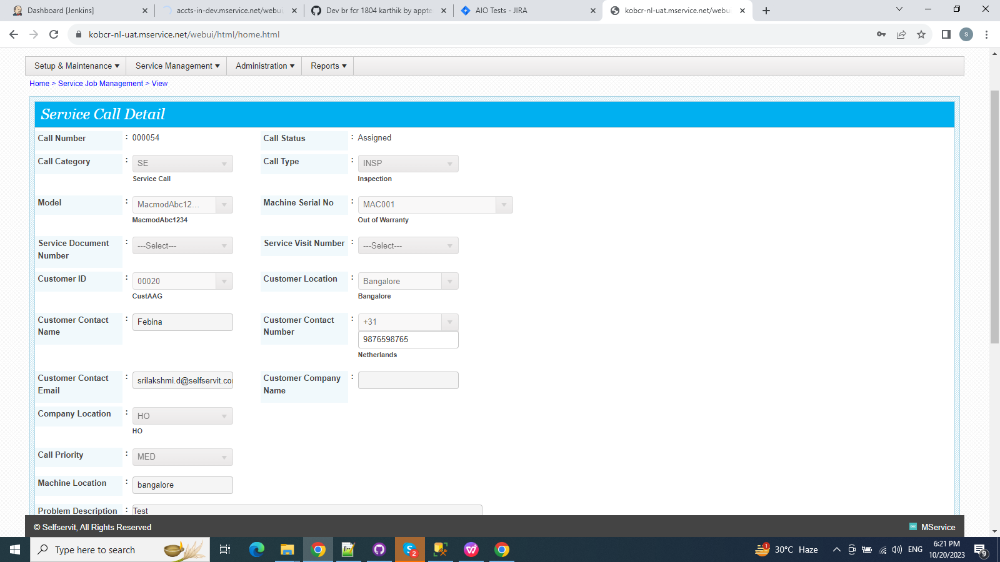 Dashboard [Jenkins]
accts-in-dev.mservice.net/webui
Dev br fcr 1804 karthik by appte
AIO Tests - JIRA
kobcr-nl-uat.mservice.net/webui
kobcr-nl-uat.mservice.net/webui/html/home.html
S
Setup & Maintenance
Service Management
Administration
Reports
Home > Service Job Management > View
Service Call Detail
Call Number : 000054
Call Status : Assigned
Call Category : SE
Service Call
Call Type : INSP
Inspection
Model : MacmodAbc12...
MacmodAbc1234
Machine Serial No : MAC001
Out of Warranty
Service Document Number : ---Select---
Service Visit Number : ---Select---
Customer ID : 00020
CustAAG
Customer Location : Bangalore
Bangalore
Customer Contact Name : Febina
Customer Contact Number : +31
9876598765
Netherlands
Customer Contact Email : srilakshmi.d@selfservit.co
Customer Company Name :
Company Location : HO
HO
Call Priority : MED
Machine Location : bangalore
Problem Description : Test
© Selfservit, All Rights Reserved
MService
Type here to search
2
1
30°C Haze
ENG
6:21 PM
10/20/2023
9